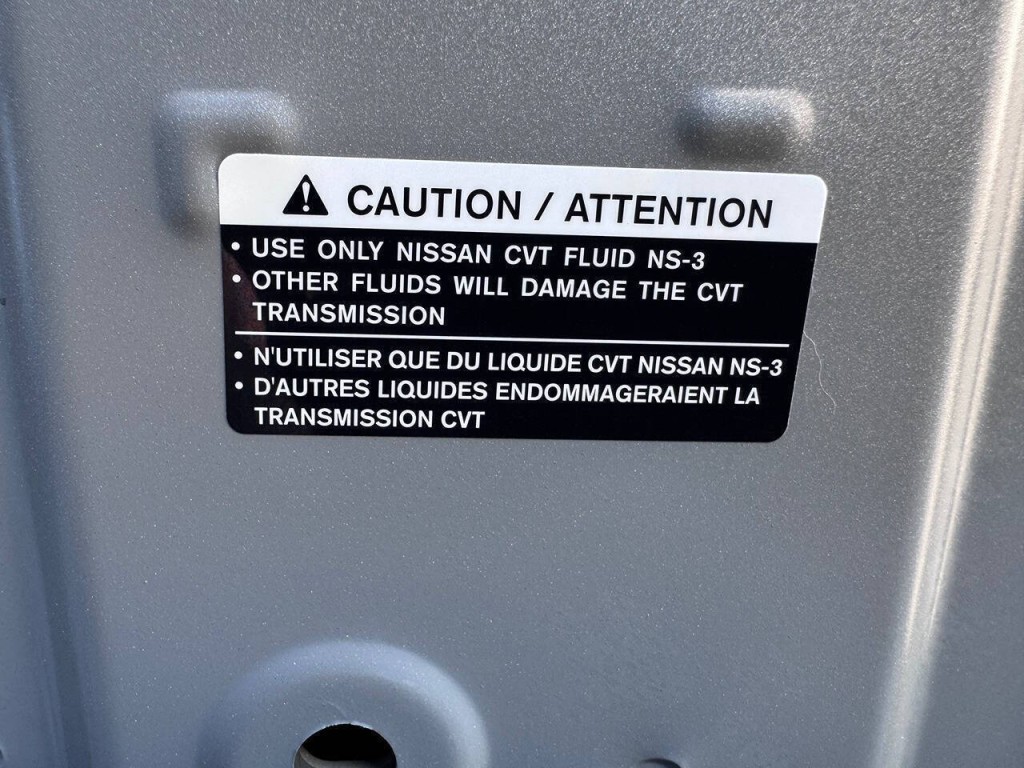 CAUTION / ATTENTION
• USE ONLY NISSAN CVT FLUID NS-3
• OTHER FLUIDS WILL DAMAGE THE CVT
TRANSMISSION
• N'UTILISER QUE DU LIQUIDE CVT NISSAN NS-3
• D'AUTRES LIQUIDES ENDOMMAGERAIENT LA
TRANSMISSION CVT